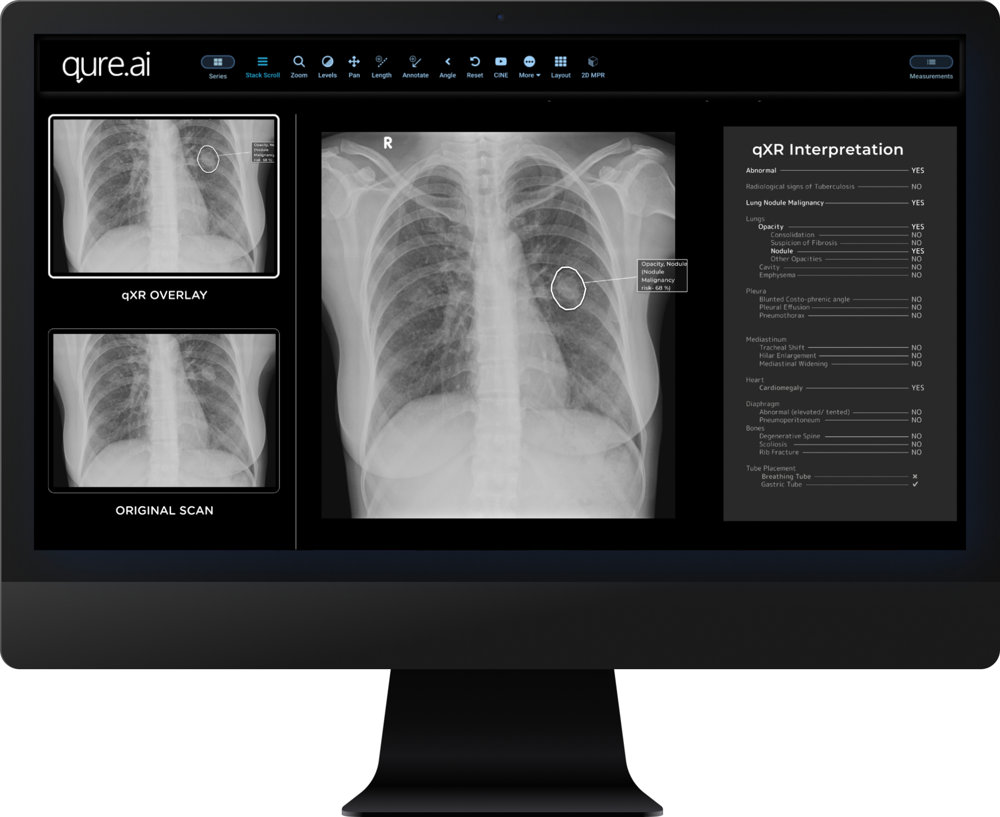 qure.ai
Series
Stack Scroll
Zoom
Levels
Pan
Length
Annotate
Angle
Reset
CINE
More
Layout
2D MPR
Measurements
Opacity, No
(Nodule
Malignancy
risk- 68 %)
qXR OVERLAY
ORIGINAL SCAN
R
Opacity, Nodule
(Nodule
Malignancy
risk- 68 %)
qXR Interpretation
Abnormal YES
Radiological signs of Tuberculosis NO
Lung Nodule Malignancy YES
Lungs
Opacity YES
Consolidation NO
Suspicion of Fibrosis NO
Nodule YES
Other Opacities NO
Cavity NO
Emphysema NO
Pleura
Blunted Costo-phrenic angle NO
Pleural Effusion NO
Pneumothorax NO
Mediastinum
Tracheal Shift NO
Hilar Enlargement NO
Mediastinal Widening NO
Heart
Cardiomegaly YES
Diaphragm
Abnormal (elevated/ tented) NO
Pneumoperitoneum NO
Bones
Degenerative Spine NO
Scoliosis NO
Rib Fracture NO
Tube Placement
Breathing Tube ✖
Gastric Tube ✔